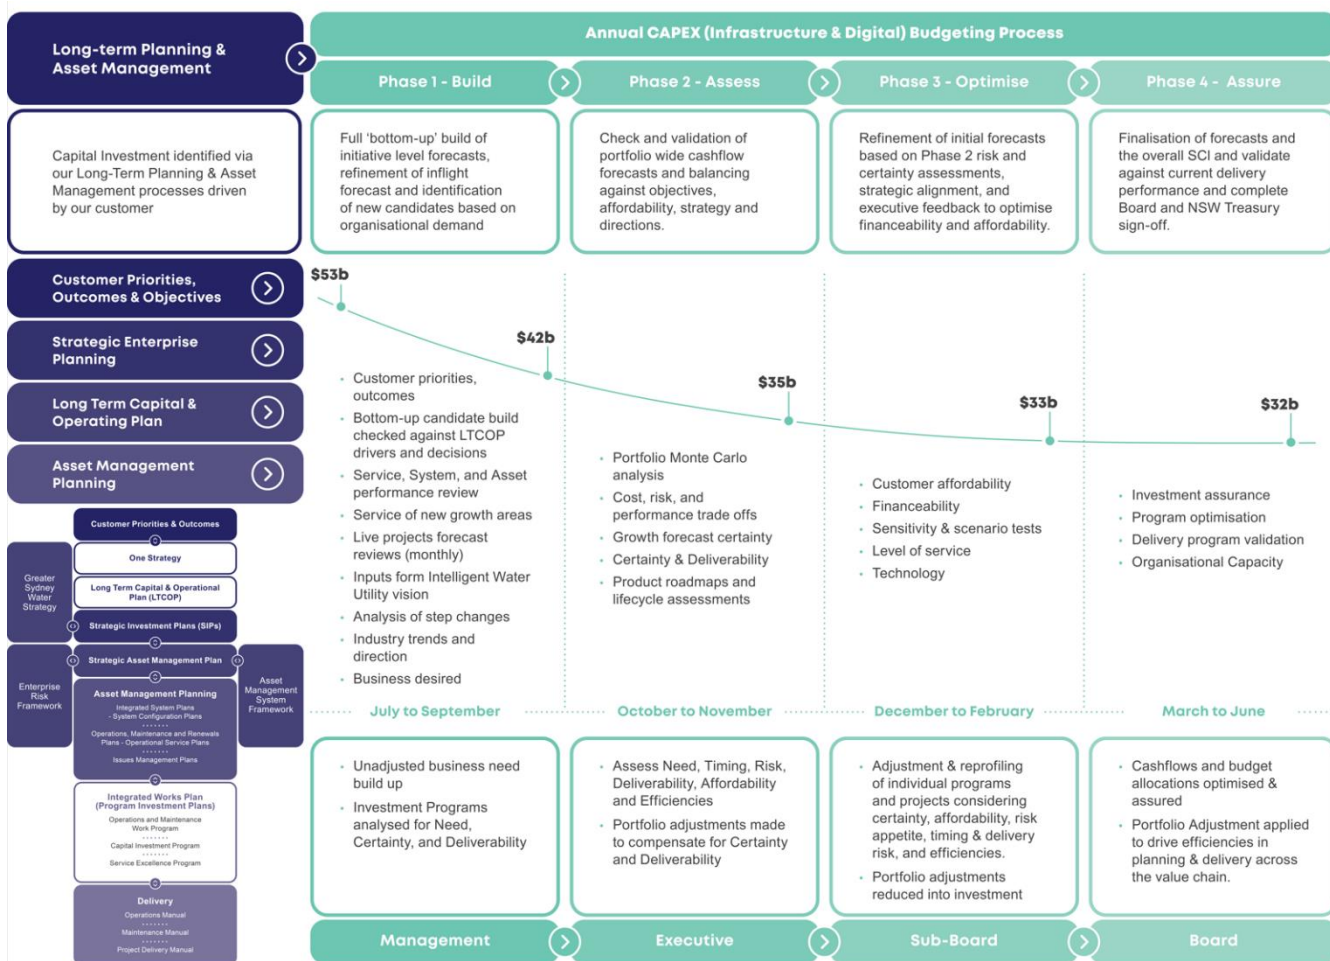 Long-term Planning &
Asset Management
Annual CAPEX (Infrastructure & Digital) Budgeting Process
Phase 1 - Build
Phase 2 - Assess
Phase 3 - Optimise
Phase 4 - Assure
Capital Investment identified via
our Long-Term Planning & Asset
Management processes driven
by our customer
Full ‘bottom-up’ build of
initiative level forecasts,
refinement of inflight
forecast and identification
of new candidates based on
organisational demand
Check and validation of
portfolio wide cashflow
forecasts and balancing
against objectives,
affordability, strategy and
directions.
Refinement of initial forecasts
based on Phase 2 risk and
certainty assessments,
strategic alignment, and
executive feedback to optimise
financeability and affordability.
Finalisation of forecasts and
the overall SCI and validate
against current delivery
performance and complete
Board and NSW Treasury
sign-off.
Customer Priorities,
Outcomes & Objectives
Strategic Enterprise
Planning
Long Term Capital &
Operating Plan
Asset Management
Planning
$53b
$42b
$35b
$33b
$32b
• Customer priorities,
outcomes
• Bottom-up candidate build
checked against LTCOP
drivers and decisions
• Service, System, and Asset
performance review
• Service of new growth areas
• Live projects forecast
reviews (monthly)
• Inputs form Intelligent Water
Utility vision
• Analysis of step changes
• Industry trends and
direction
• Business desired
• Portfolio Monte Carlo
analysis
• Cost, risk, and
performance trade offs
• Growth forecast certainty
• Certainty & Deliverability
• Product roadmaps and
lifecycle assessments
• Customer affordability
• Financeability
• Sensitivity & scenario tests
• Level of service
• Technology
• Investment assurance
• Program optimisation
• Delivery program validation
• Organisational Capacity
Customer Priorities & Outcomes
One Strategy
Long Term Capital & Operational
Plan (LTCOP)
Greater
Sydney
Water
Strategy
Strategic Investment Plans (SIPs)
Strategic Asset Management Plan
Enterprise
Risk
Framework
Asset
Management
System
Framework
Asset Management Planning
Integrated System Plans
- System Configuration Plans
Operations, Maintenance and Renewals
Plans - Operational Service Plans
Issues Management Plans
Integrated Works Plan
(Program Investment Plans)
Operations and Maintenance
Work Program
Capital Investment Program
Service Excellence Program
Delivery
Operations Manual
Maintenance Manual
Project Delivery Manual
July to September
October to November
December to February
March to June
• Unadjusted business need
build up
• Investment Programs
analysed for Need,
Certainty, and Deliverability
• Assess Need, Timing, Risk,
Deliverability, Affordability
and Efficiencies
• Portfolio adjustments made
to compensate for Certainty
and Deliverability
• Adjustment & reprofiling
of individual programs
and projects considering
certainty, affordability, risk
appetite, timing & delivery
risk, and efficiencies.
• Portfolio adjustments
reduced into investment
• Cashflows and budget
allocations optimised &
assured
• Portfolio Adjustment applied
to drive efficiencies in
planning & delivery across
the value chain.
Management
Executive
Sub-Board
Board